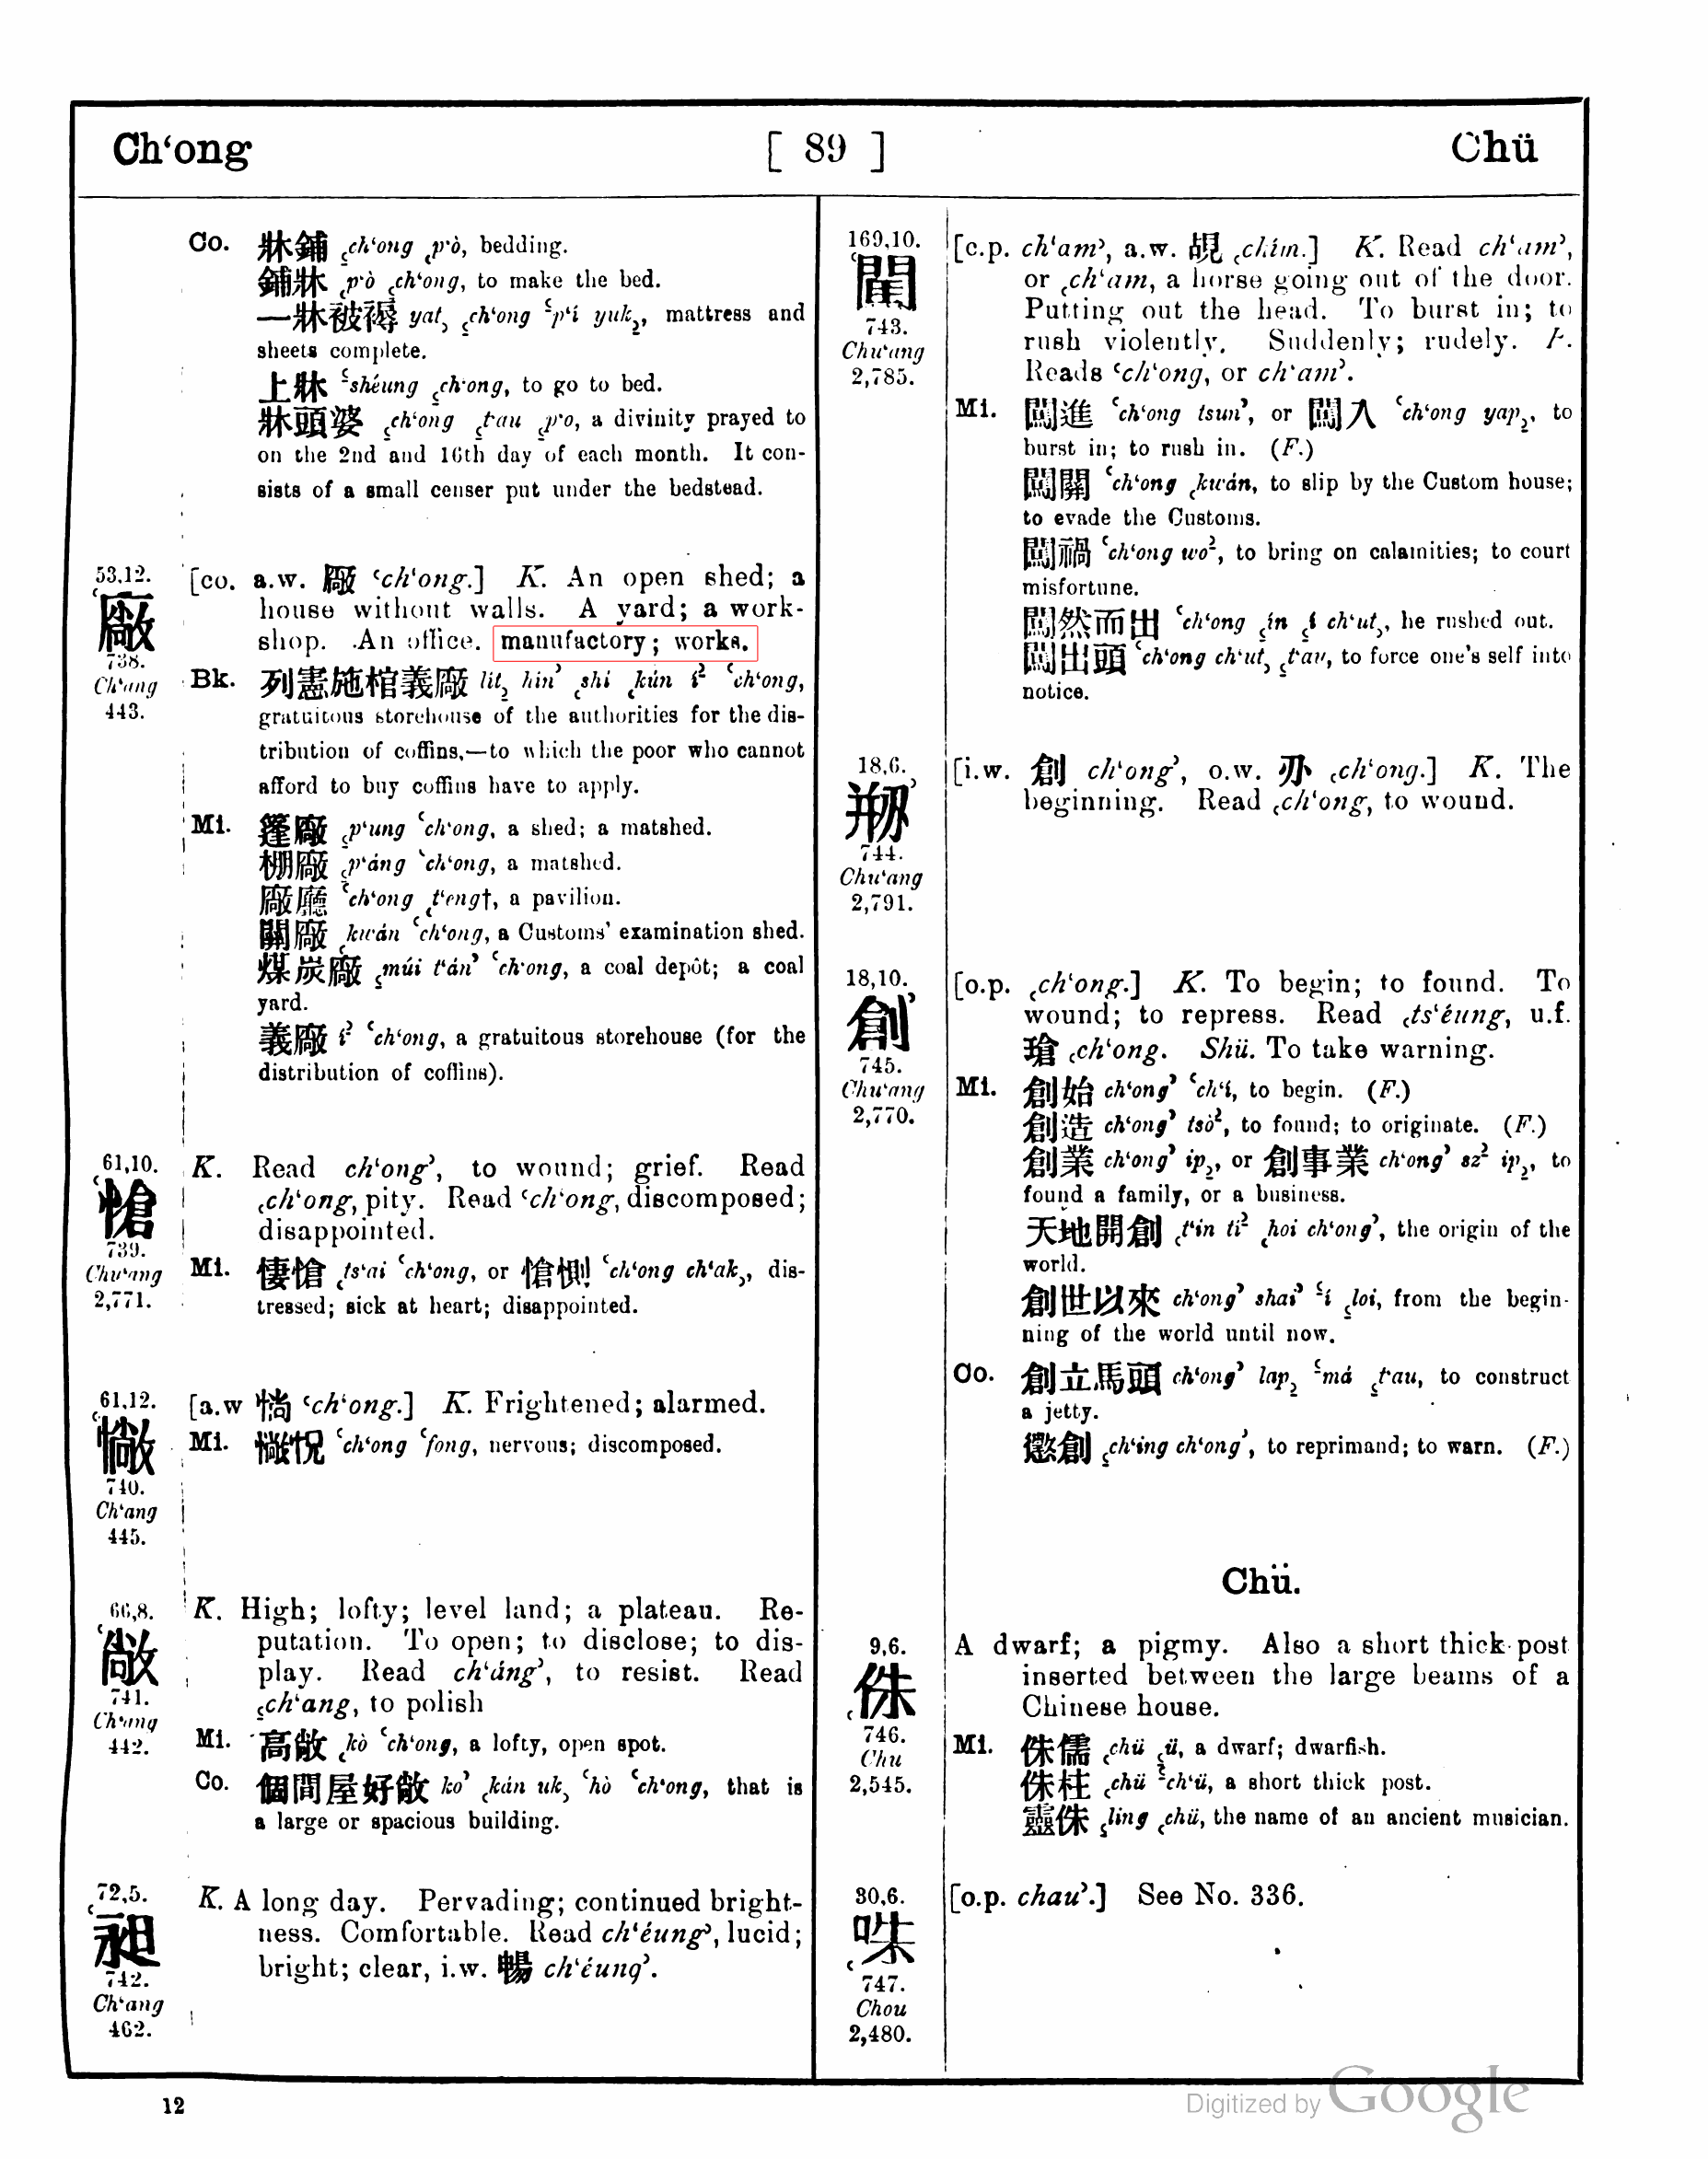 Ch‘ong [ 89 ] Chü
Co. 牀鋪 ꜁ch‘ong ꜀p‘ò, bedding.
鋪牀 ꜀p‘ò ꜁ch‘ong, to make the bed.
一牀被褥 yat꜆ ꜁ch‘ong ꜃p‘í yuk꜇, mattress and
sheets complete.
上牀 ꜃shéung ꜁ch‘ong, to go to bed.
牀頭婆 ꜁ch‘ong ꜁t‘au ꜁p‘o, a divinity prayed to
on the 2nd and 16th day of each month. It con-
sists of a small censer put under the bedstead.
53,12.
꜂廠
738.
Ch‘ang
443.
[co. a.w. 厰 ꜂ch‘ong.] K. An open shed; a
house without walls. A yard; a work-
shop. An office. manufactory; works.
Bk. 列憲施棺義廠 lit꜇ hin꜄ ꜀shí ꜀kún í꜅ ꜂ch‘ong,
gratuitous storehouse of the authorities for the dis-
tribution of coffins,—to which the poor who cannot
afford to buy coffins have to apply.
Mi. 篷廠 ꜁p‘ung ꜂ch‘ong, a shed; a matshed.
棚廠 ꜁p‘áng ꜂ch‘ong, a matshed.
廠廳 ꜂ch‘ong ꜀t‘eng†, a pavilion.
關廠 ꜀kwán ꜂ch‘ong, a Customs’ examination shed.
煤炭廠 ꜁múi t‘án꜄ ꜂ch‘ong, a coal depôt; a coal
yard.
義廠 í꜅ ꜂ch‘ong, a gratuitous storehouse (for the
distribution of coffins).
61,10.
꜂愴
739.
Chu‘ang
2,771.
K. Read ch‘ong꜄, to wound; grief. Read
꜀ch‘ong, pity. Read ꜂ch‘ong, discomposed;
disappointed.
Mi. 悽愴 ꜀ts‘ai ꜂ch‘ong, or 愴惻 ꜂ch‘ong ch‘ak꜆, dis-
tressed; sick at heart; disappointed.
61,12.
꜂憞
740.
Ch‘ang
445.
[a.w 惝 ꜂ch‘ong.] K. Frightened; alarmed.
Mi. ꜂ch‘ong ꜂fong, nervous; discomposed.
66,8.
꜂敞
741.
Ch‘ang
442.
K. High; lofty; level land; a plateau. Re-
putation. To open; to disclose; to dis-
play. Read ch‘áng꜄, to resist. Read
꜁ch‘ang, to polish
Mi. 高敞 ꜀kò ꜂ch‘ong, a lofty, open spot.
Co. 個間屋好敞 ko꜄ ꜀kán uk꜆ ꜂hò ꜂ch‘ong, that is
a large or spacious building.
72,5.
꜂昶
742.
Ch‘ang
462.
K. A long day. Pervading; continued bright-
ness. Comfortable. Read ch‘éung꜄, lucid;
bright; clear, i.w. 暢 ch‘éung꜄.
169,10.
꜂闖
743.
Chu‘ang
2,785.
[c.p. ch‘am꜄, a.w. 覘 ꜀chím.] K. Read ch‘am꜄,
or ꜀ch‘am, a horse going out of the door.
Putting out the head. To burst in; to
rush violently. Suddenly; rudely. F.
Reads ꜂ch‘ong, or ch‘am꜄.
Mi. 闖進 ꜂ch‘ong tsun꜄, or 闖入 ꜂ch‘ong yap꜇, to
burst in; to rush in. (F.)
闖關 ꜂ch‘ong ꜀kwán, to slip by the Custom house;
to evade the Customs.
闖禍 ꜂ch‘ong wo꜅, to bring on calamities; to court
misfortune.
闖然而出 ꜂ch‘ong ꜁ín ꜁í ch‘ut꜆, he rushed out.
闖出頭 ꜂ch‘ong ch‘ut꜆ ꜁t‘au, to force one’s self into
notice.
18,6.
剏꜄
744.
Chu‘ang
2,791.
[i.w. 創 ch‘ong꜄, o.w. 刅 ꜀ch‘ong.] K. The
beginning. Read ꜀ch‘ong, to wound.
18,10.
創꜄
745.
Chu‘ang
2,770.
[o.p. ꜀ch‘ong.] K. To begin; to found. To
wound; to repress. Read ꜀ts‘éung, u.f.
瑲 ꜀ch‘ong. Shü. To take warning.
Mi. 創始 ch‘ong꜄ ꜂ch‘í, to begin. (F.)
創造 ch‘ong꜄ tsò꜅, to found; to originate. (F.)
創業 ch‘ong꜄ ip꜇, or 創事業 ch‘ong꜄ sz꜅ ip꜇, to
found a family, or a business.
天地開創 ꜀t‘in tí꜅ ꜀hoi ch‘ong꜄, the origin of the
world.
創世以來 ch‘ong꜄ shai꜄ ꜃í ꜁loi, from the begin-
ning of the world until now.
Co. 創立馬頭 ch‘ong꜄ lap꜇ ꜃má ꜁t‘au, to construct
a jetty.
懲創 ꜁ch‘ing ch‘ong꜄, to reprimand; to warn. (F.)
Chü.
9,6.
꜀侏
746.
Chu
2,545.
A dwarf; a pigmy. Also a short thick post
inserted between the large beams of a
Chinese house.
Mi. 侏儒 ꜀chü ꜁ü, a dwarf; dwarfish.
侏柱 ꜀chü ꜃ch‘ü, a short thick post.
靈侏 ꜁ling ꜀chü, the name of an ancient musician.
30,6.
꜀咮
747.
Chou
2,480.
[o.p. chau꜄.] See No. 336.
12
Digitized by Google